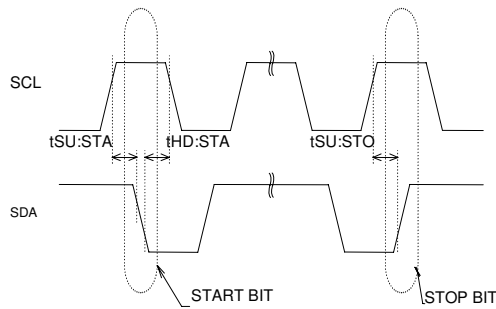 SCL
tSU:STA
tHD:STA
tSU:STO
SDA
START BIT
STOP BIT